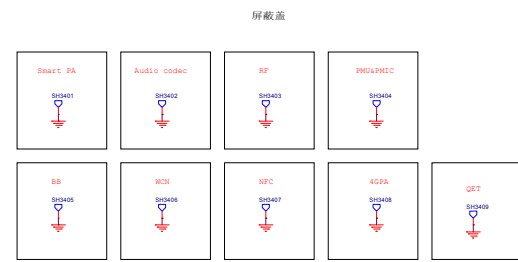 屏蔽盖
Smart PA
Audio codec
RF
PMU&PMIC
SH3401
SH3402
SH3403
SH3404
BB
WCN
NFC
4GPA
QET
SH3405
SH3406
SH3407
SH3408
SH3409